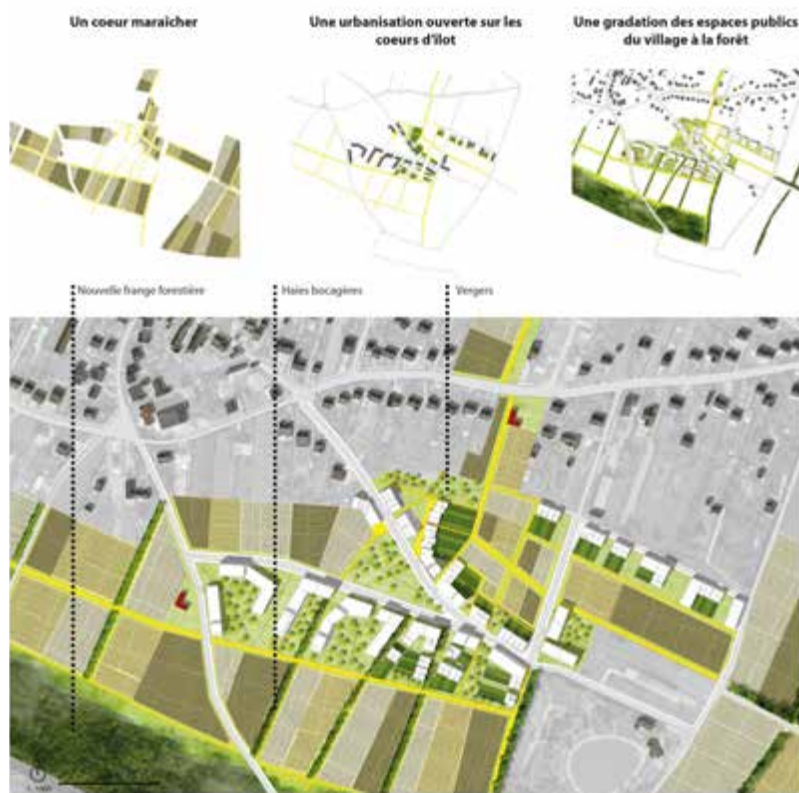 Un coeur maraîcher
Une urbanisation ouverte sur les
coeurs d'îlot
Une gradation des espaces publics
du village à la forêt
Nouvelle frange forestière
Haies bocagères
Vergers